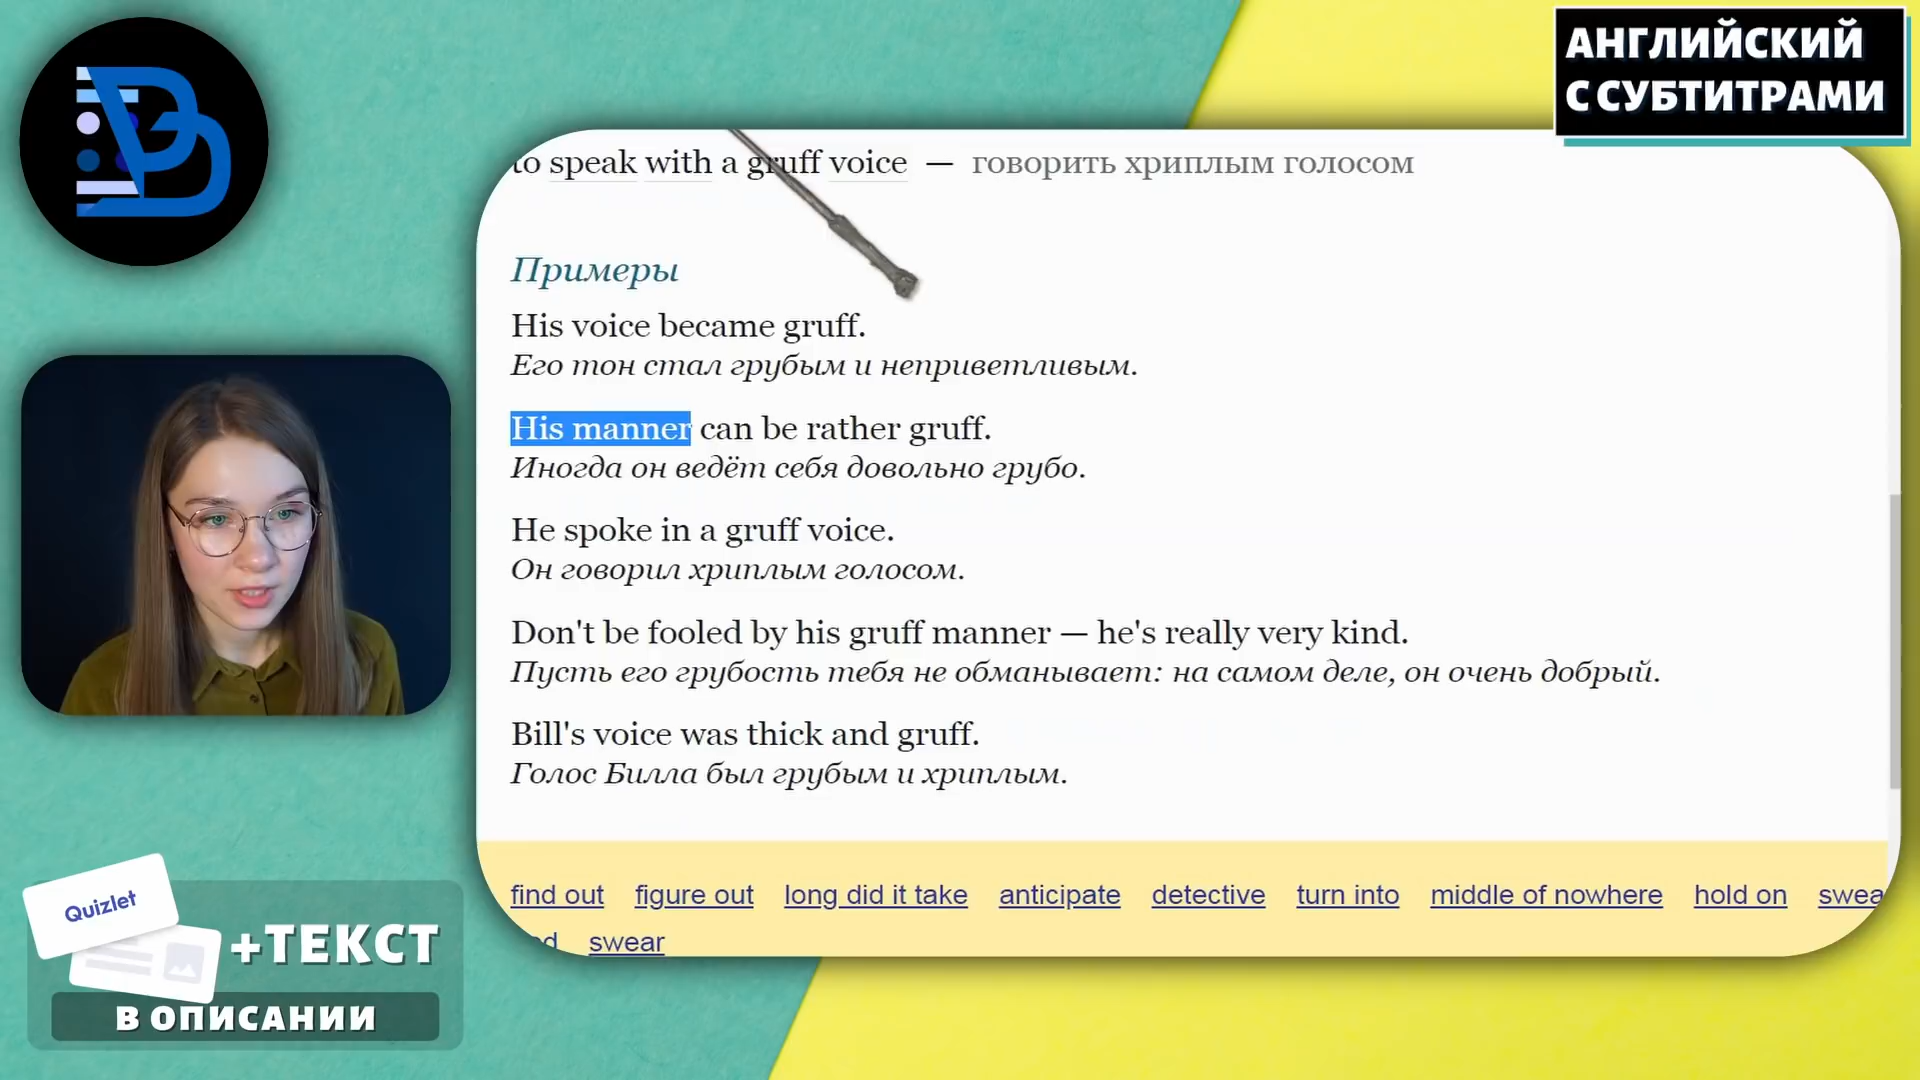 АНГЛИЙСКИЙ
С СУБТИТРАМИ
to speak with a gruff voice — говорить хриплым голосом
Примеры
His voice became gruff.
Его тон стал грубым и неприветливым.
His manner can be rather gruff.
Иногда он ведёт себя довольно грубо.
He spoke in a gruff voice.
Он говорил хриплым голосом.
Don't be fooled by his gruff manner — he's really very kind.
Пусть его грубость тебя не обманывает: на самом деле, он очень добрый.
Bill's voice was thick and gruff.
Голос Билла был грубым и хриплым.
find out figure out long did it take anticipate detective turn into middle of nowhere hold on
swear
Quizlet
+ТЕКСТ
В ОПИСАНИИ